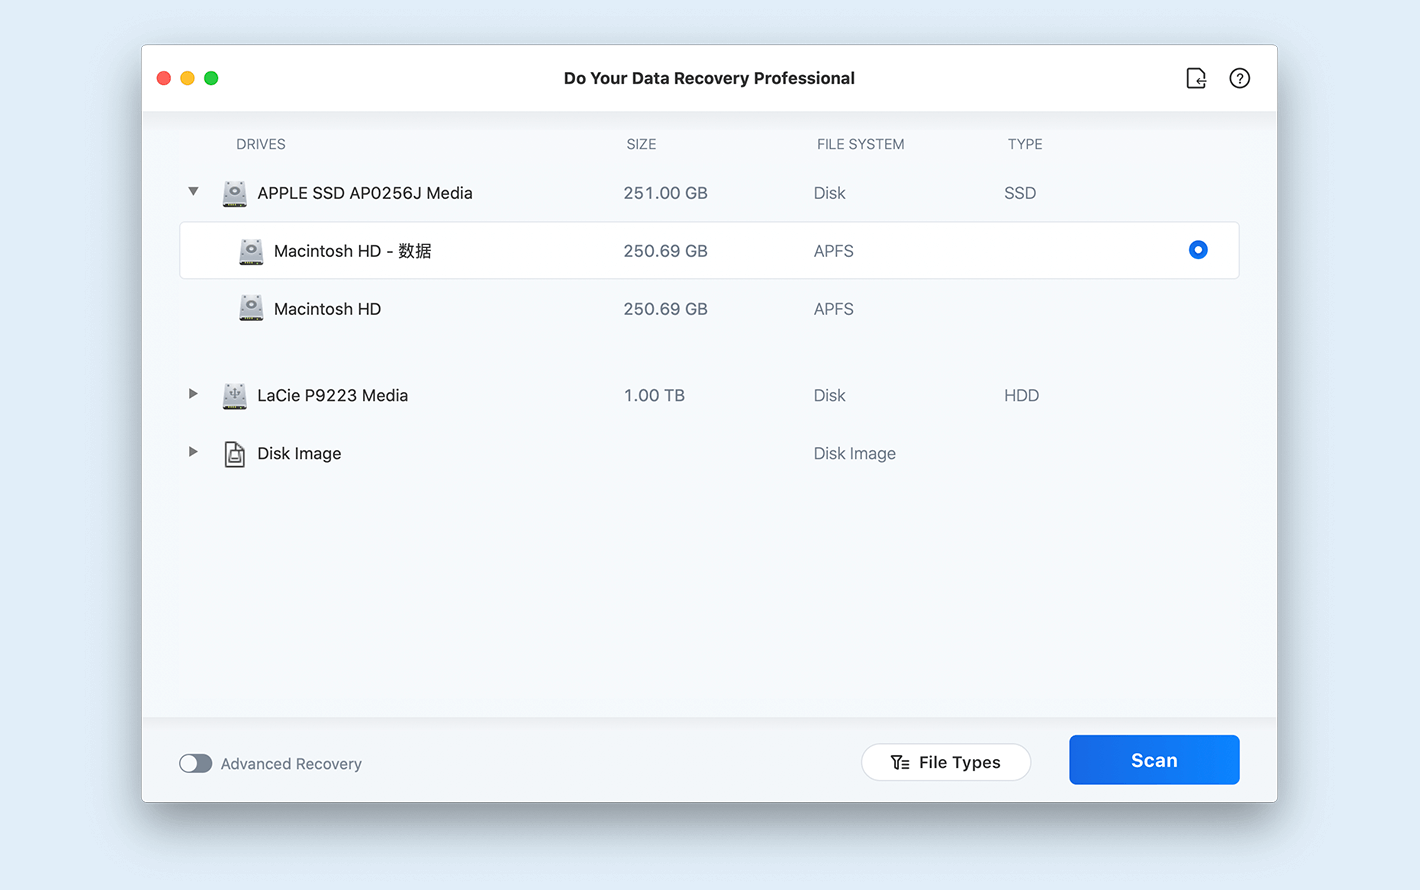 Do Your Data Recovery Professional
DRIVES SIZE FILE SYSTEM TYPE
APPLE SSD AP0256J Media 251.00 GB Disk SSD
Macintosh HD - 数据 250.69 GB APFS
Macintosh HD 250.69 GB APFS
LaCie P9223 Media 1.00 TB Disk HDD
Disk Image Disk Image
Advanced Recovery File Types Scan